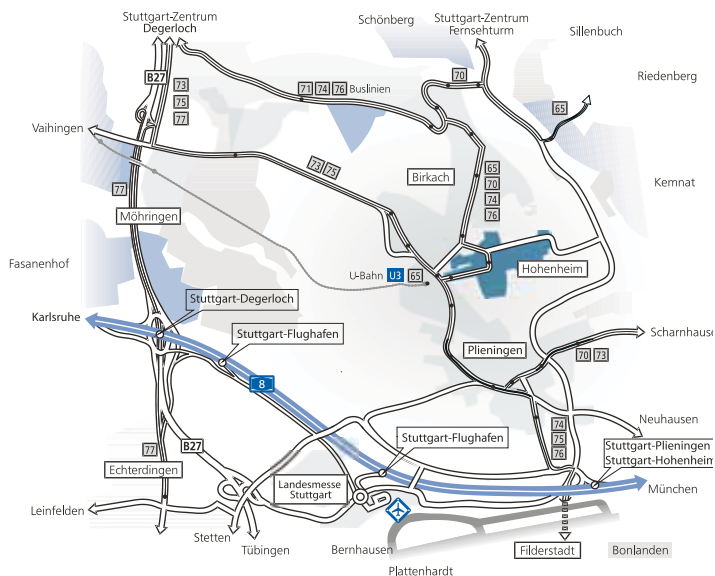 Stuttgart-Zentrum
Degerloch
Schönberg
Stuttgart-Zentrum
Fernsehturm
Sillenbuch
B27
73
75
77
71 74 76 Buslinien
70
Riedenberg
65
Vaihingen
73 75
Birkach
65
70
74
76
Kemnat
77
Möhringen
Fasanenhof
U-Bahn U3 65
Hohenheim
Stuttgart-Degerloch
Karlsruhe
Stuttgart-Flughafen
Plieningen
Scharnhause
70 73
8
Neuhausen
74
75
76
Stuttgart-Flughafen
Stuttgart-Plieningen
Stuttgart-Hohenheim
77
B27
Echterdingen
Landesmesse
Stuttgart
München
Leinfelden
Stetten
Tübingen
Bernhausen
Filderstadt
Bonlanden
Plattenhardt